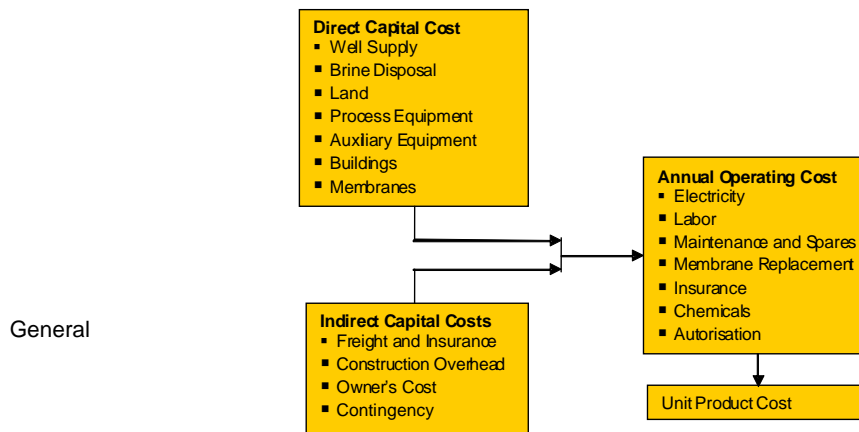 Direct Capital Cost
▪ Well Supply
▪ Brine Disposal
▪ Land
▪ Process Equipment
▪ Auxiliary Equipment
▪ Buildings
▪ Membranes
Annual Operating Cost
▪ Electricity
▪ Labor
▪ Maintenance and Spares
▪ Membrane Replacement
▪ Insurance
▪ Chemicals
▪ Autorisation
General
Indirect Capital Costs
▪ Freight and Insurance
▪ Construction Overhead
▪ Owner's Cost
▪ Contingency
Unit Product Cost